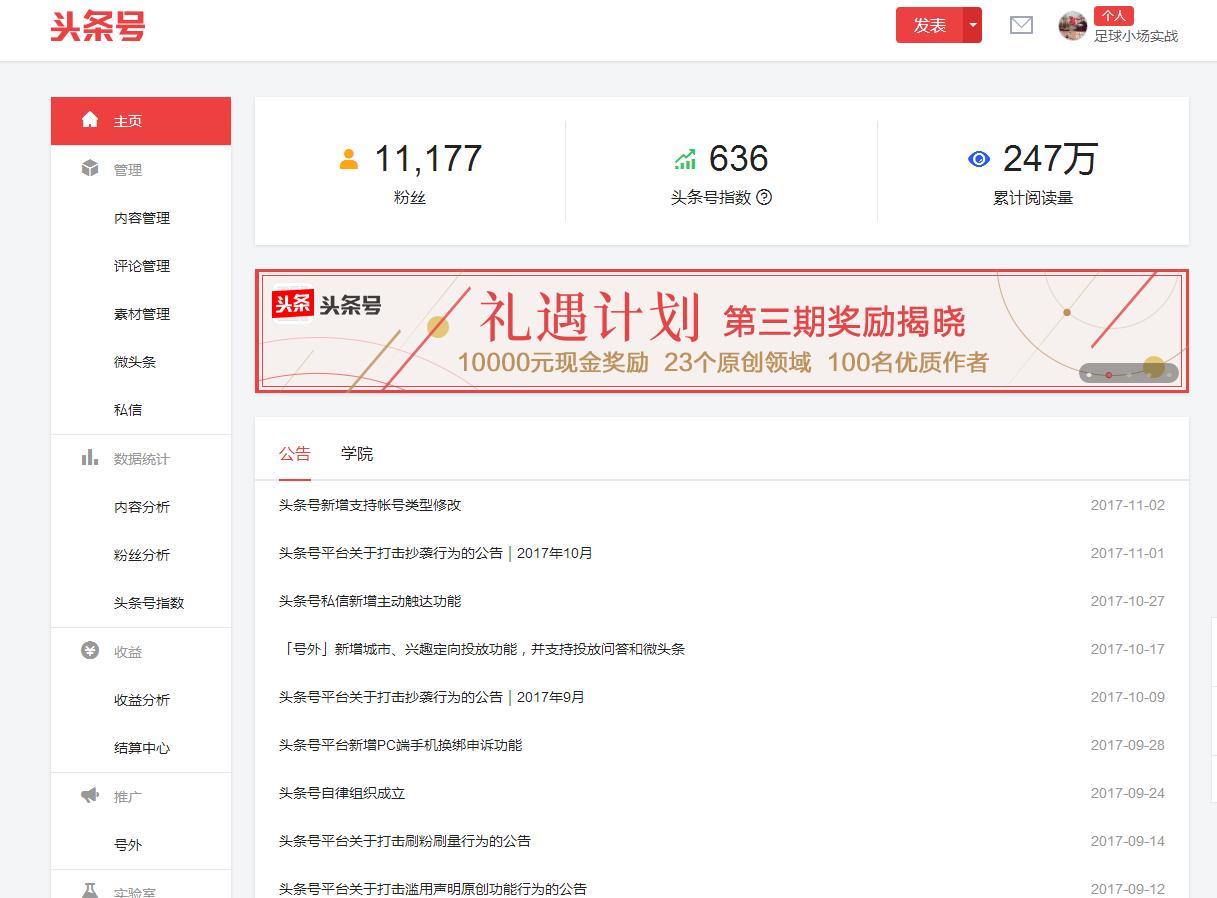 头条号
发表
个人
足球小场实战
主页
管理
内容管理
评论管理
素材管理
微头条
私信
数据统计
内容分析
粉丝分析
头条号指数
收益
收益分析
结算中心
推广
号外
实验室
11,177
粉丝
636
头条号指数 ?
247万
累计阅读量
头条 头条号
礼遇计划 第三期奖励揭晓
10000元现金奖励 23个原创领域 100名优质作者
公告 学院
头条号新增支持帐号类型修改 2017-11-02
头条号平台关于打击抄袭行为的公告 | 2017年10月 2017-11-01
头条号私信新增主动触达功能 2017-10-27
「号外」新增城市、兴趣定向投放功能，并支持投放问答和微头条 2017-10-17
头条号平台关于打击抄袭行为的公告 | 2017年9月 2017-10-09
头条号平台新增PC端手机换绑申诉功能 2017-09-28
头条号自律组织成立 2017-09-24
头条号平台关于打击刷粉刷量行为的公告 2017-09-14
头条号平台关于打击滥用声明原创功能行为的公告 2017-09-12